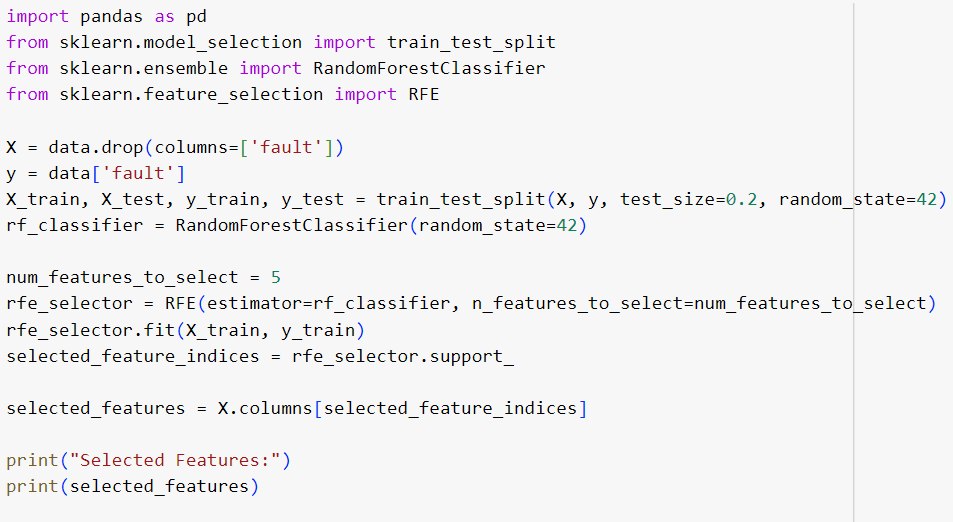 import pandas as pd
from sklearn.model_selection import train_test_split
from sklearn.ensemble import RandomForestClassifier
from sklearn.feature_selection import RFE
X = data.drop(columns=['fault'])
y = data['fault']
X_train, X_test, y_train, y_test = train_test_split(X, y, test_size=0.2, random_state=42)
rf_classifier = RandomForestClassifier(random_state=42)
num_features_to_select = 5
rfe_selector = RFE(estimator=rf_classifier, n_features_to_select=num_features_to_select)
rfe_selector.fit(X_train, y_train)
selected_feature_indices = rfe_selector.support_
selected_features = X.columns[selected_feature_indices]
print("Selected Features:")
print(selected_features)